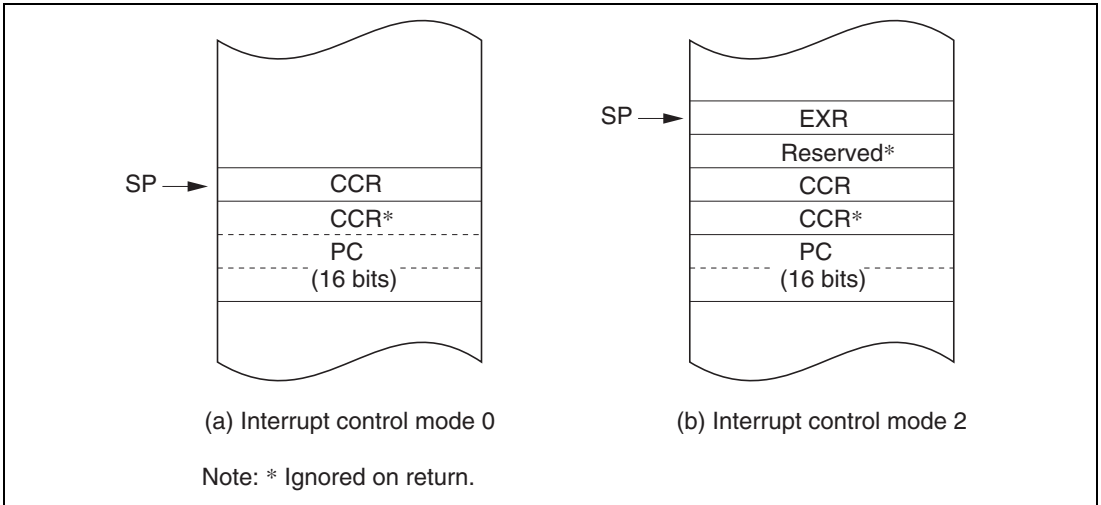 SP
CCR
CCR*
PC
(16 bits)
(a) Interrupt control mode 0
SP
EXR
Reserved*
CCR
CCR*
PC
(16 bits)
(b) Interrupt control mode 2
Note: * Ignored on return.